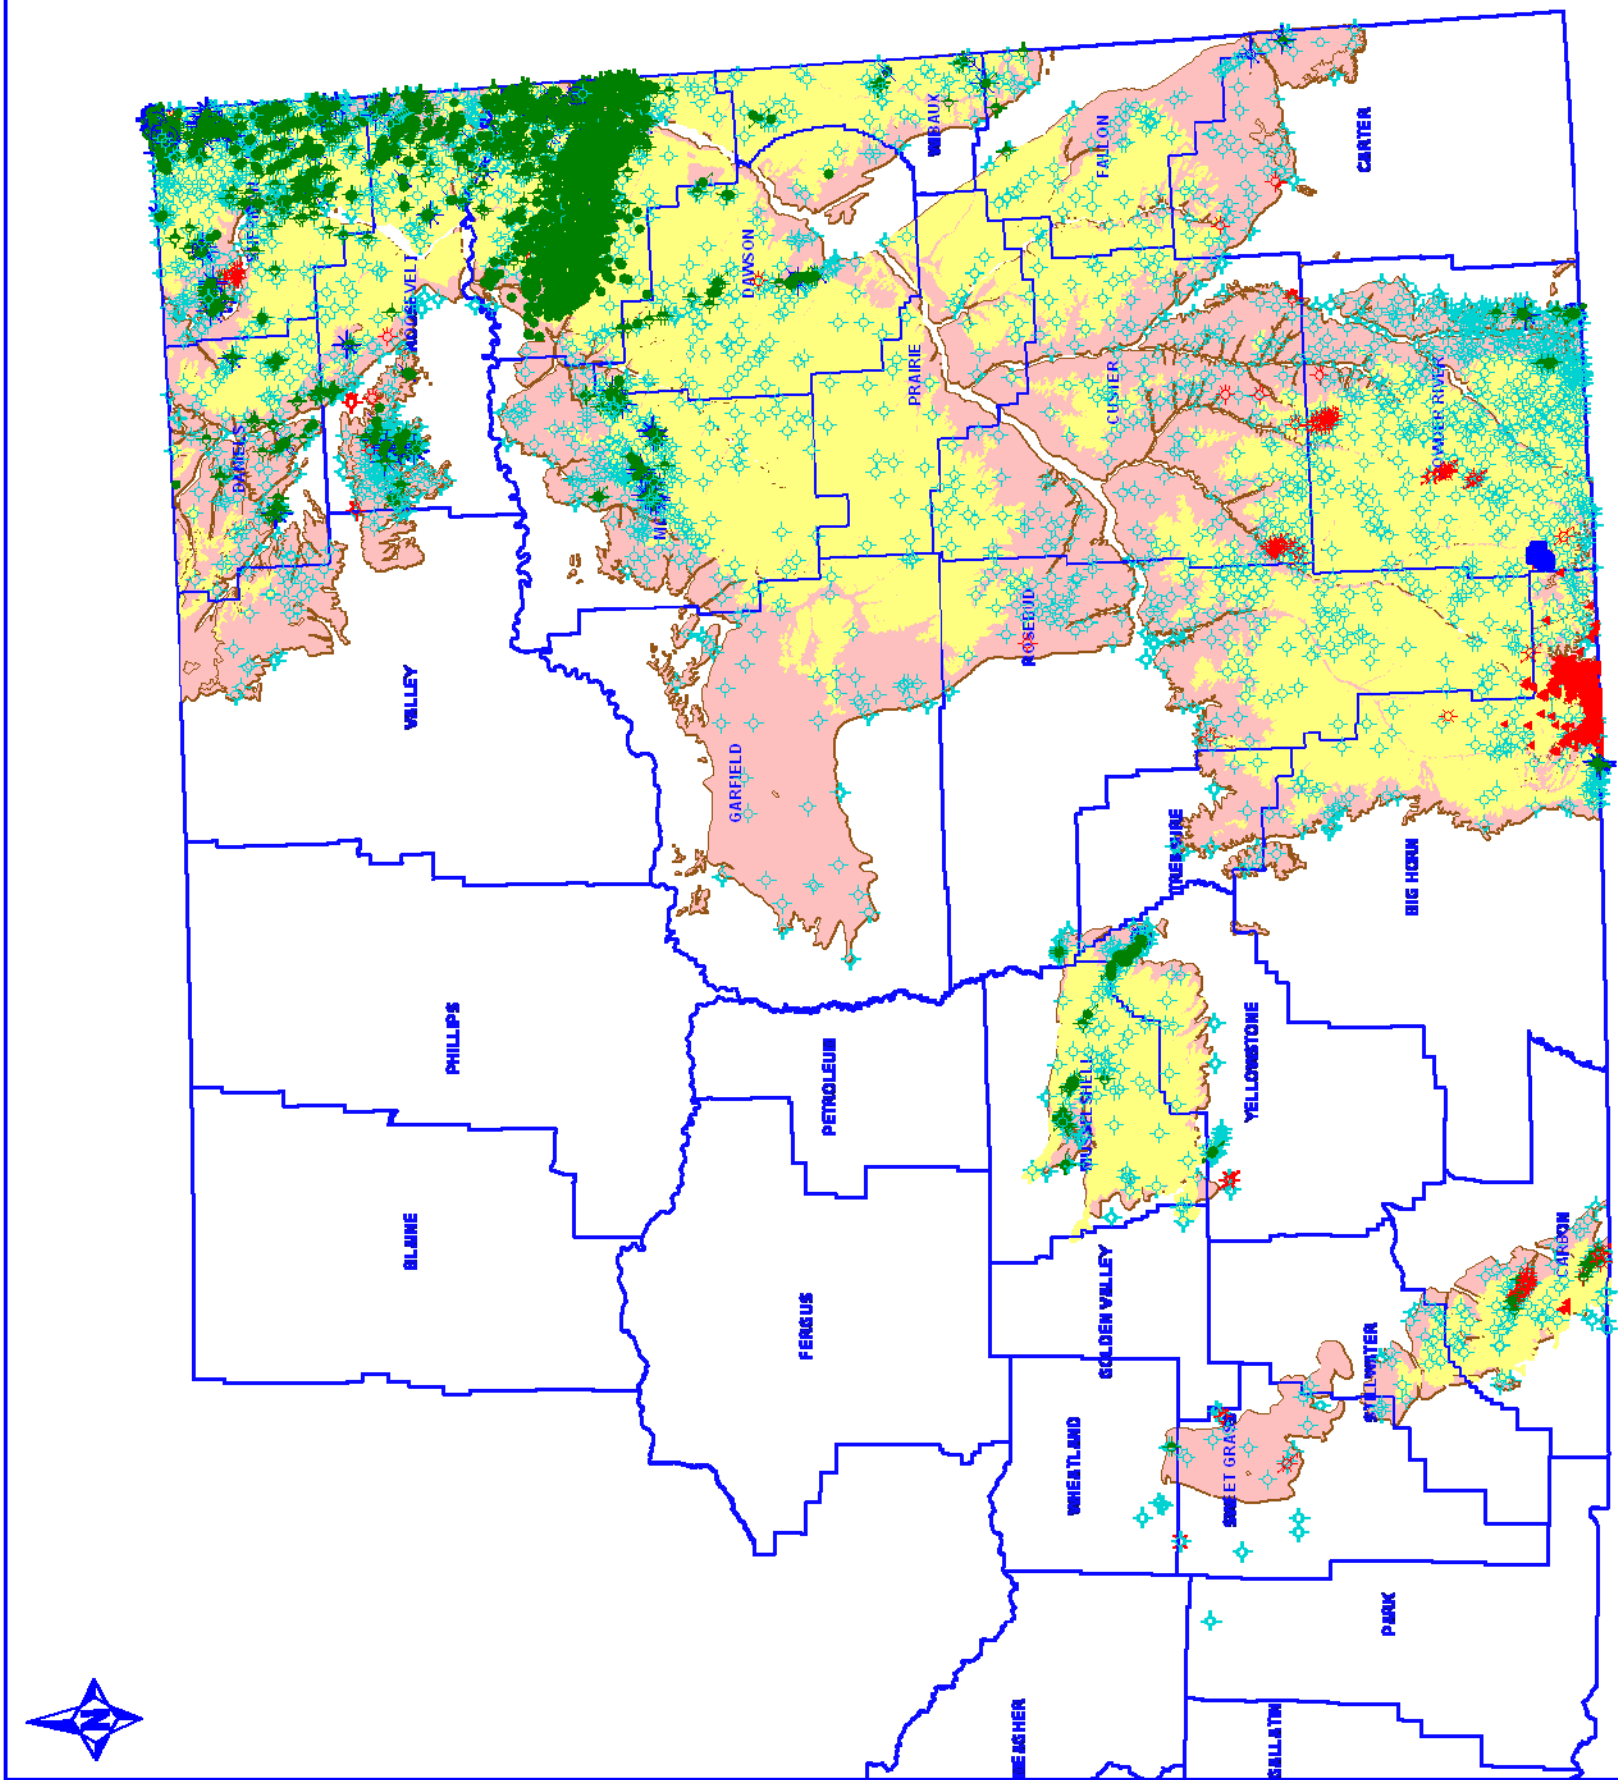 DANIELS
ROOSEVELT
VALLEY
PHILLIPS
BLAINE
DAWSON
WIBAUX
FALLON
CARTER
PRAIRIE
CUSTER
POWDER RIVER
GARFIELD
ROSEBUD
TREASURE
BIG HORN
PETROLEUM
MUSSELSHELL
YELLOWSTONE
FERGUS
GOLDEN VALLEY
STILLWATER
CARBON
WHEATLAND
SWEET GRASS
PARK
MEAGHER
GALLATIN
N